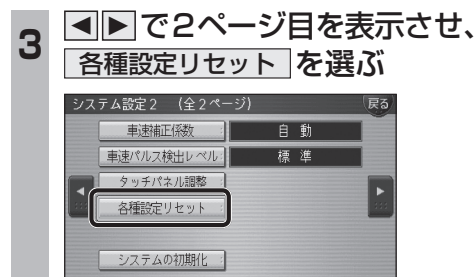 3
◀▶で2ページ目を表示させ、
各種設定リセット を選ぶ
システム設定2 (全2ページ) 戻る
車速補正係数 自 動
車速パルス検出レベル 標 準
タッチパネル調整
◀ ▶
各種設定リセット
システムの初期化